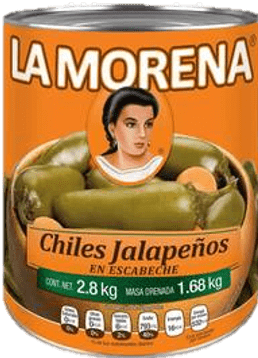 LA MORENA®
®
Chiles Jalapeños
EN ESCABECHE
CONT. NET. 2.8 kg MASA DRENADA 1.68 kg